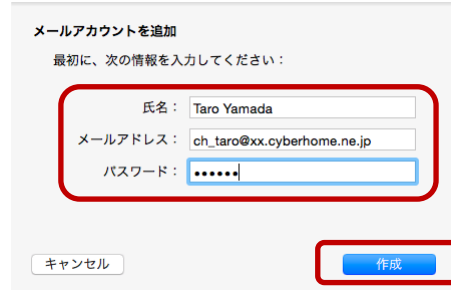 メールアカウントを追加
最初に、次の情報を入力してください：
氏名： Taro Yamada
メールアドレス： ch_taro@xx.cyberhome.ne.jp
パスワード： ••••••
キャンセル 作成